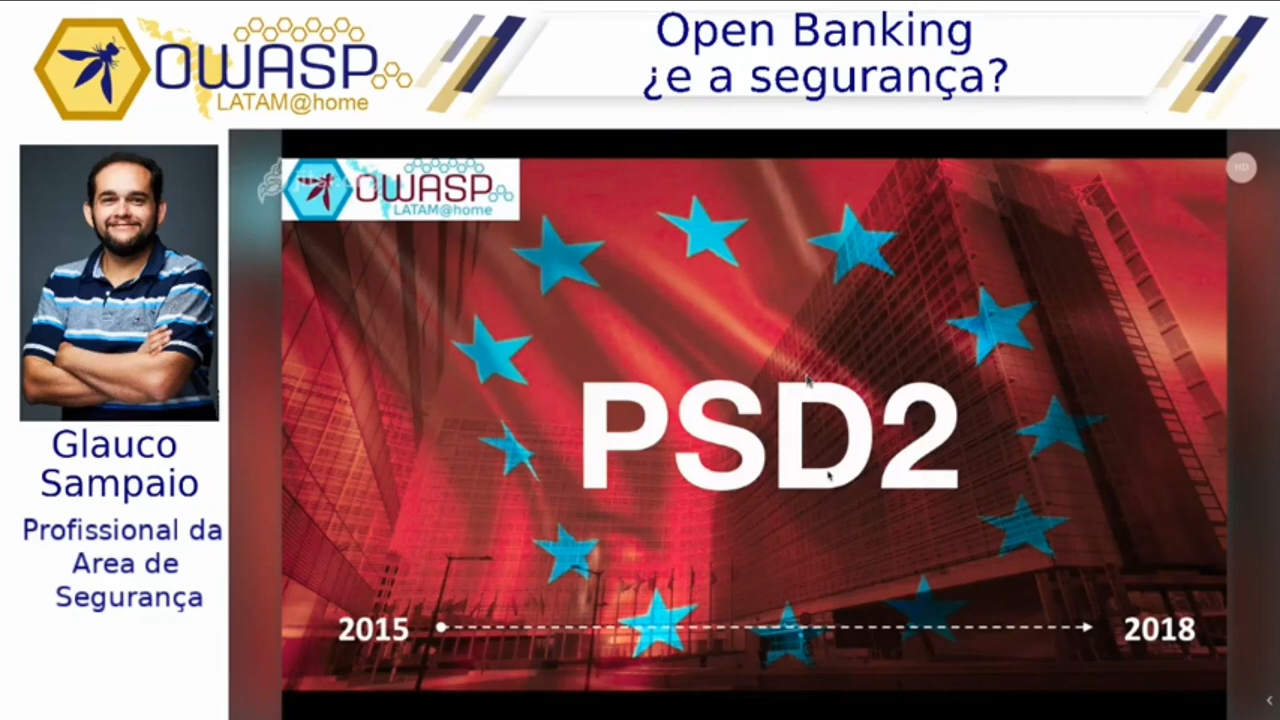 OWASP
LATAM@home
Open Banking
¿e a segurança?
HD
OWASP
LATAM@home
PSD2
2015
2018
Glauco
Sampaio
Profissional da
Area de
Segurança